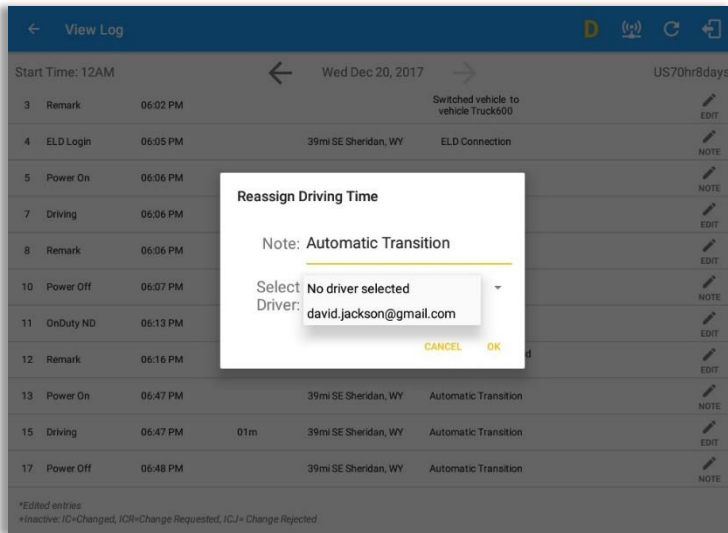 View Log
D
Start Time: 12AM Wed Dec 20, 2017 US70hr8days
3 Remark 06:02 PM Switched vehicle to vehicle Truck600 EDIT
4 ELD Login 06:05 PM 39mi SE Sheridan, WY ELD Connection NOTE
5 Power On 06:06 PM NOTE
7 Driving 06:06 PM EDIT
8 Remark 06:06 PM EDIT
10 Power Off 06:07 PM NOTE
11 OnDuty ND 06:13 PM EDIT
12 Remark 06:16 PM d EDIT
13 Power On 06:47 PM 39mi SE Sheridan, WY Automatic Transition NOTE
15 Driving 06:47 PM 01m 39mi SE Sheridan, WY Automatic Transition EDIT
17 Power Off 06:48 PM 39mi SE Sheridan, WY Automatic Transition NOTE
*Edited entries
+Inactive: IC=Changed, ICR=Change Requested, ICJ= Change Rejected
Reassign Driving Time
Note: Automatic Transition
Select Driver:
No driver selected
david.jackson@gmail.com
CANCEL OK